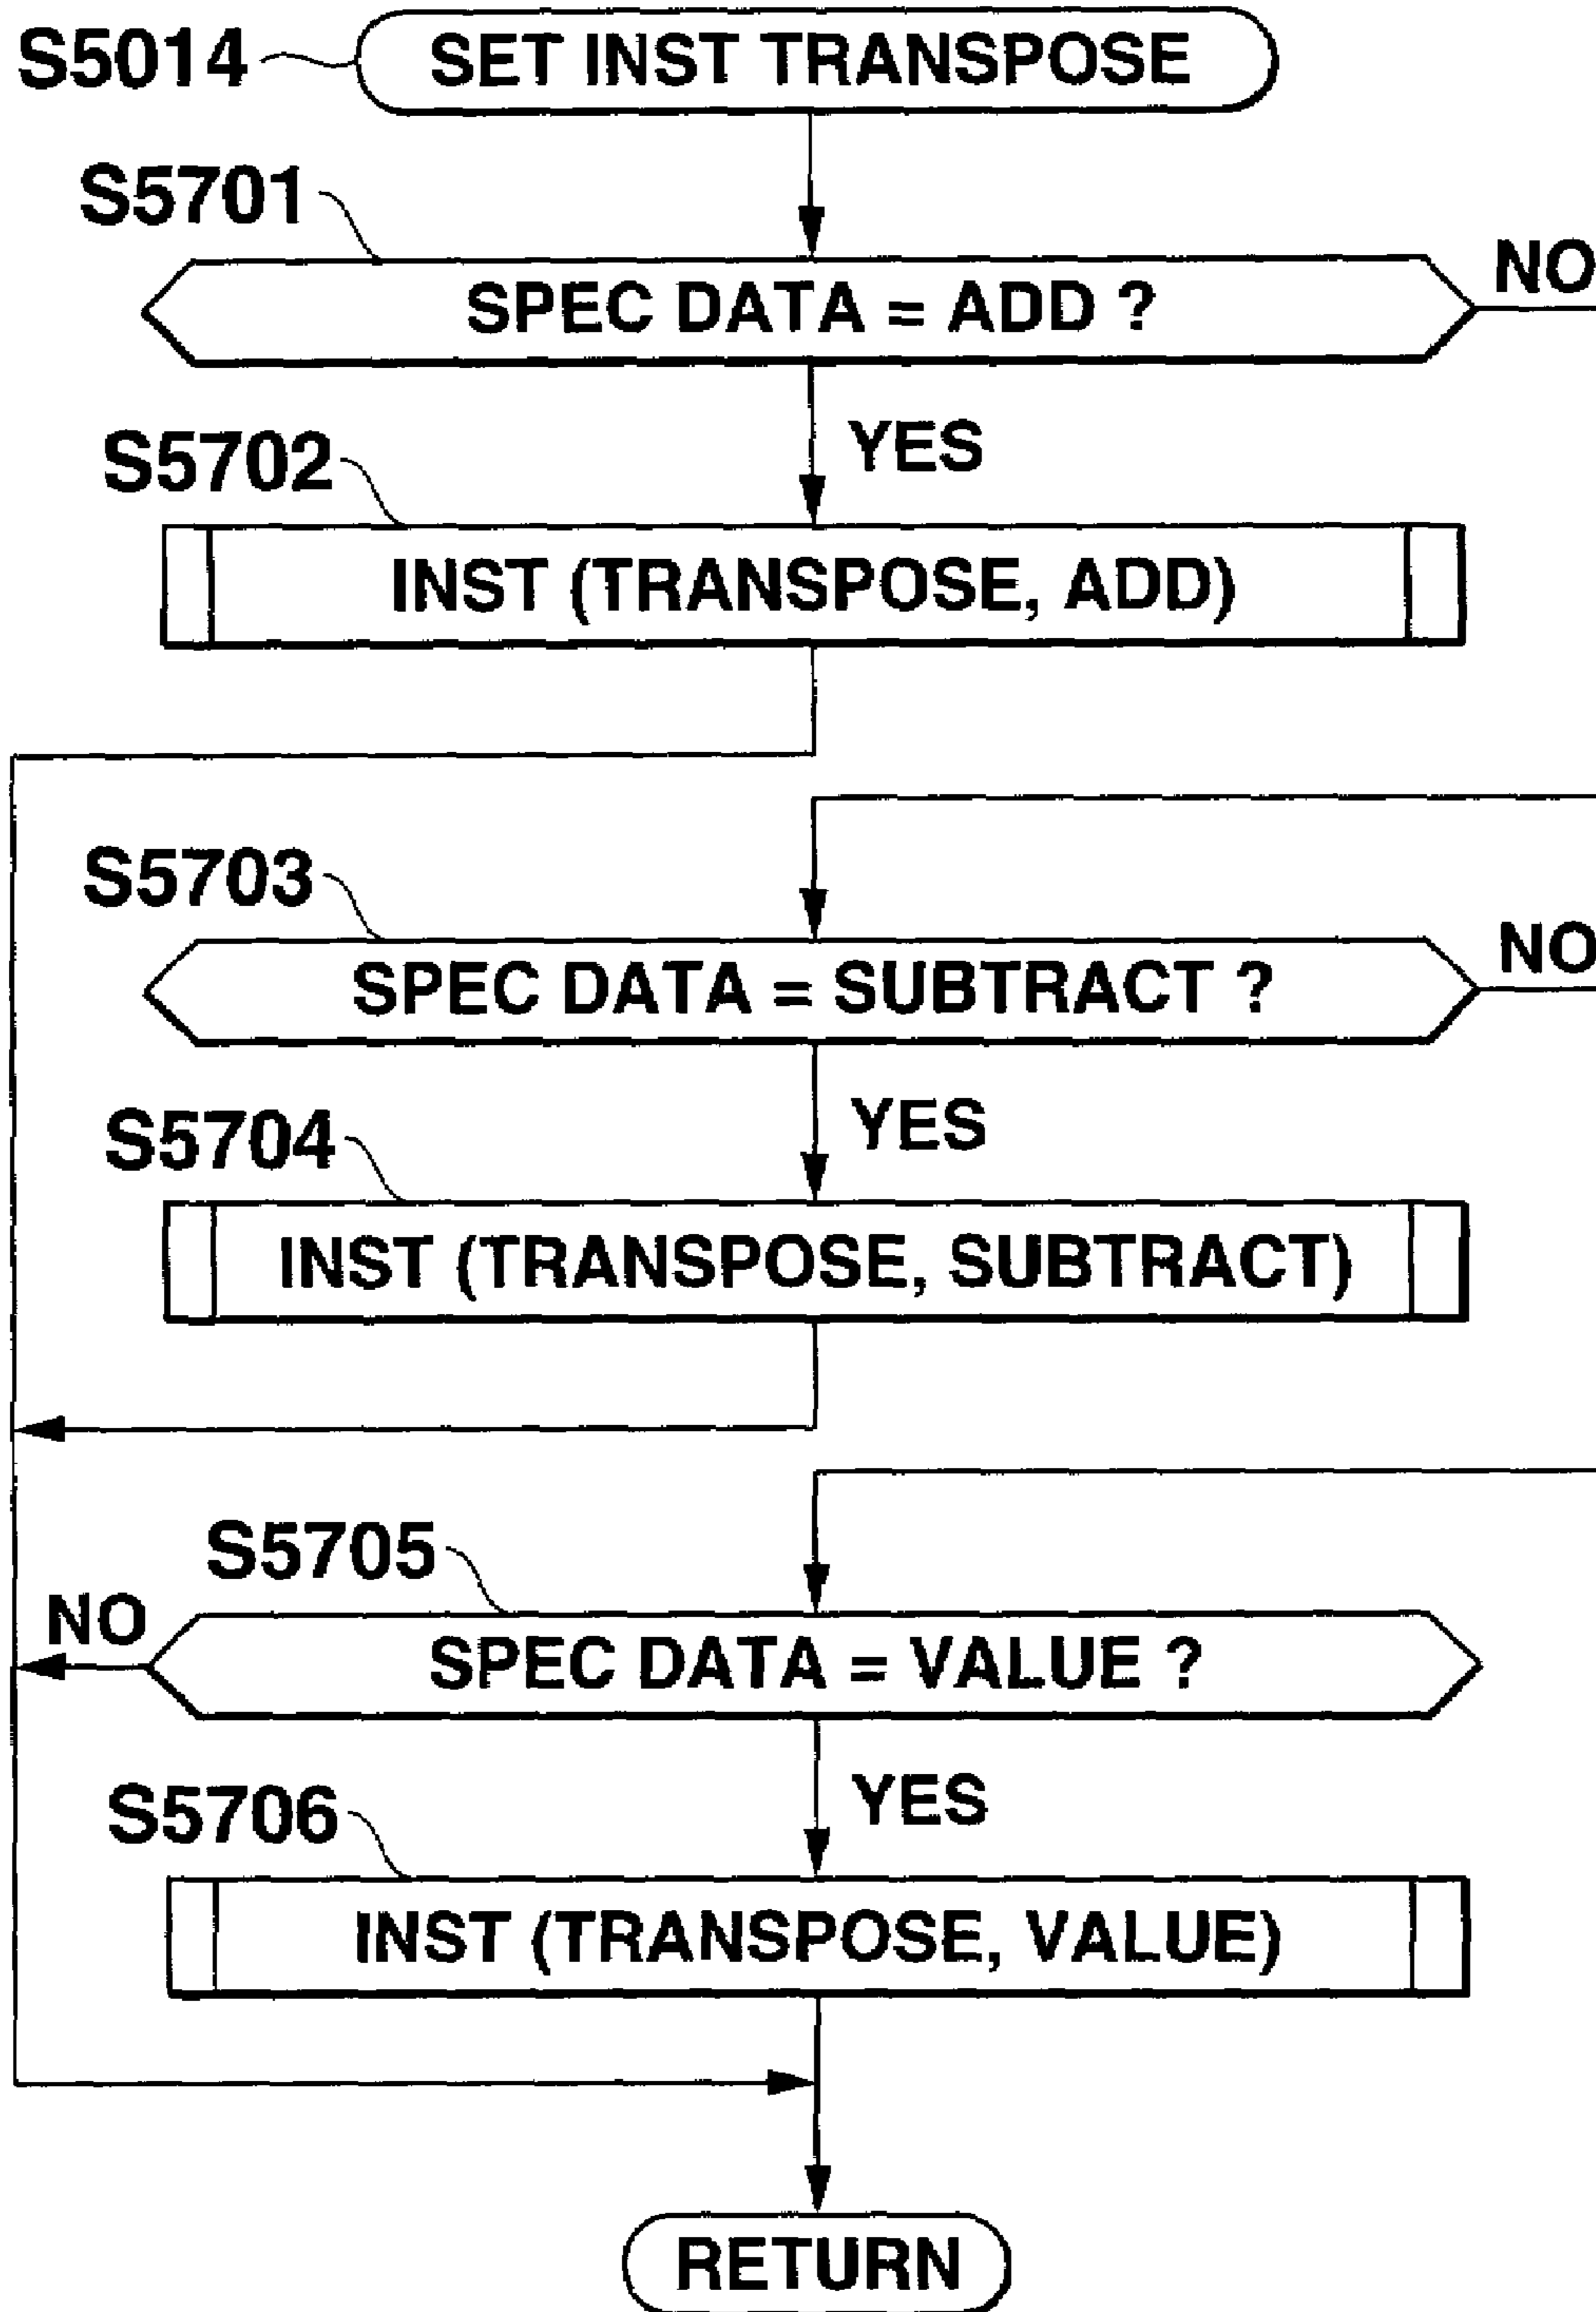 S5014
SET INST TRANSPOSE
S5701
SPEC DATA = ADD ?
NO
YES
S5702
INST (TRANSPOSE, ADD)
S5703
SPEC DATA = SUBTRACT ?
NO
YES
S5704
INST (TRANSPOSE, SUBTRACT)
S5705
NO
SPEC DATA = VALUE ?
YES
S5706
INST (TRANSPOSE, VALUE)
RETURN